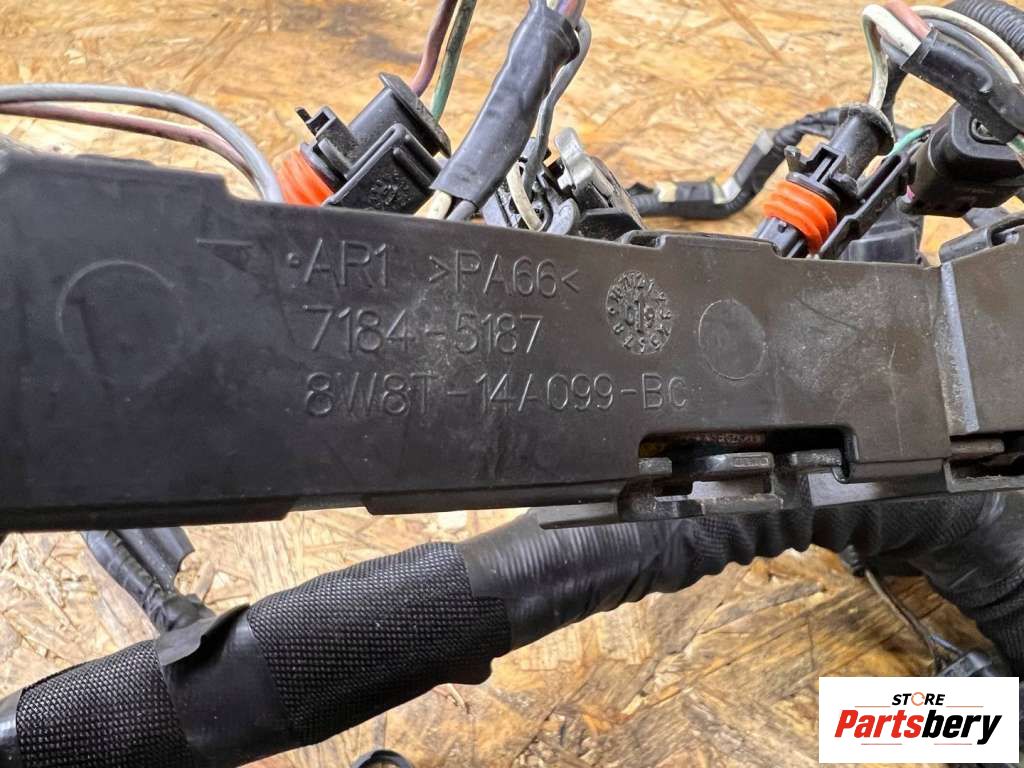 AR1 >PA66<
7184-5187
8W8T-14A099-BC
STORE
Partsbery